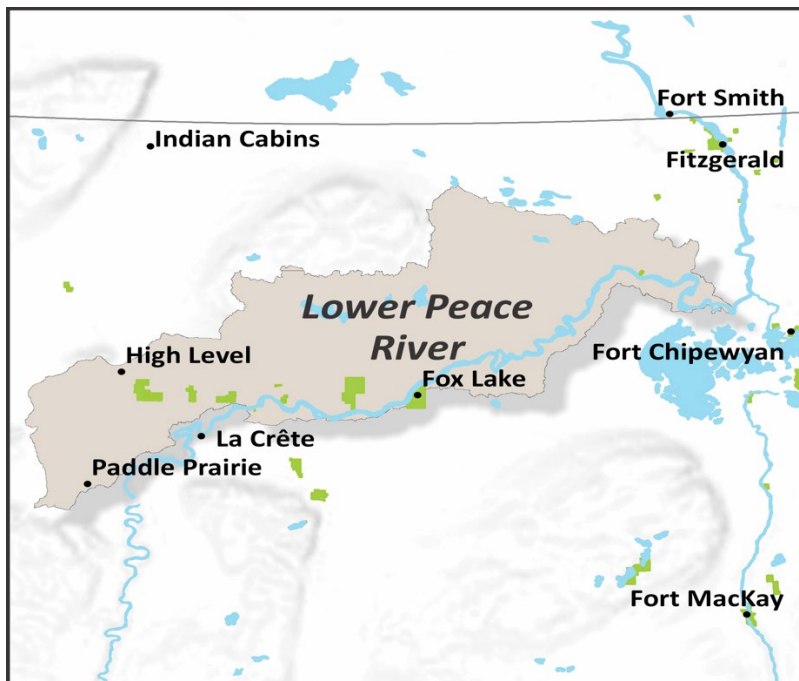 Fort Smith
Indian Cabins
Fitzgerald
Lower Peace
River
High Level
Fort Chipewyan
Fox Lake
La Crête
Paddle Prairie
Fort MacKay